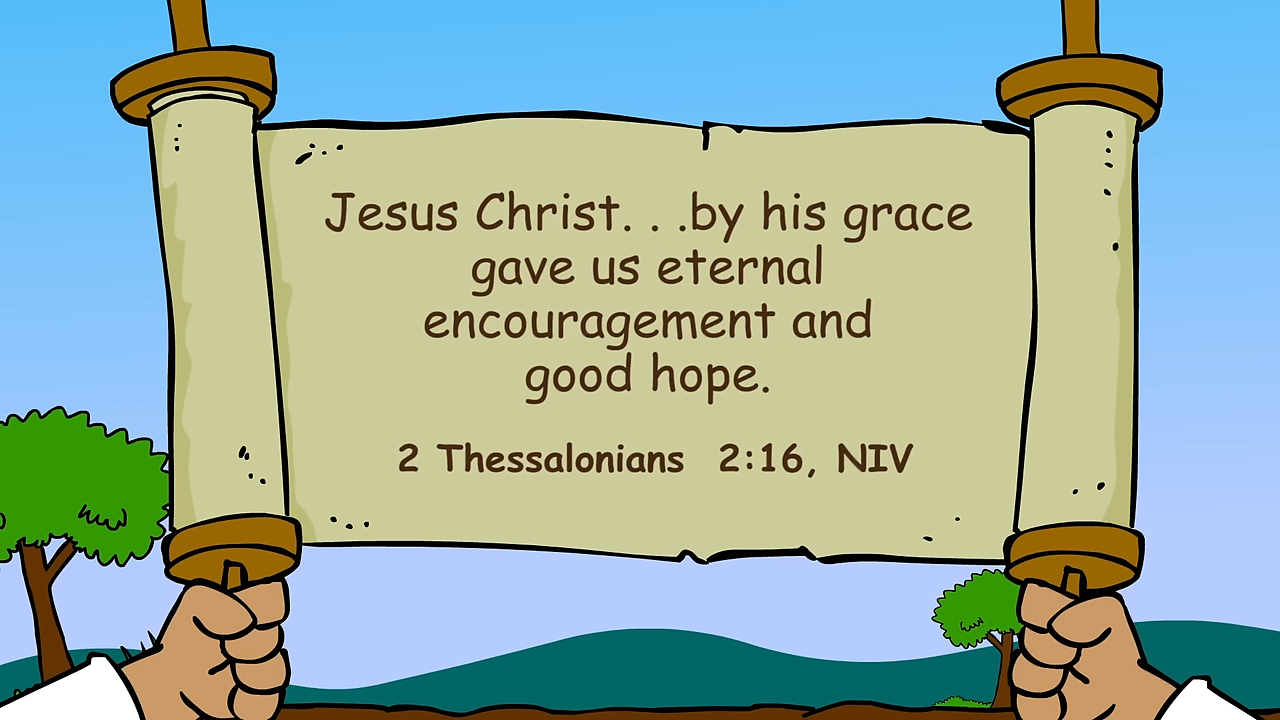 Jesus Christ. . .by his grace
gave us eternal
encouragement and
good hope.
2 Thessalonians 2:16, NIV